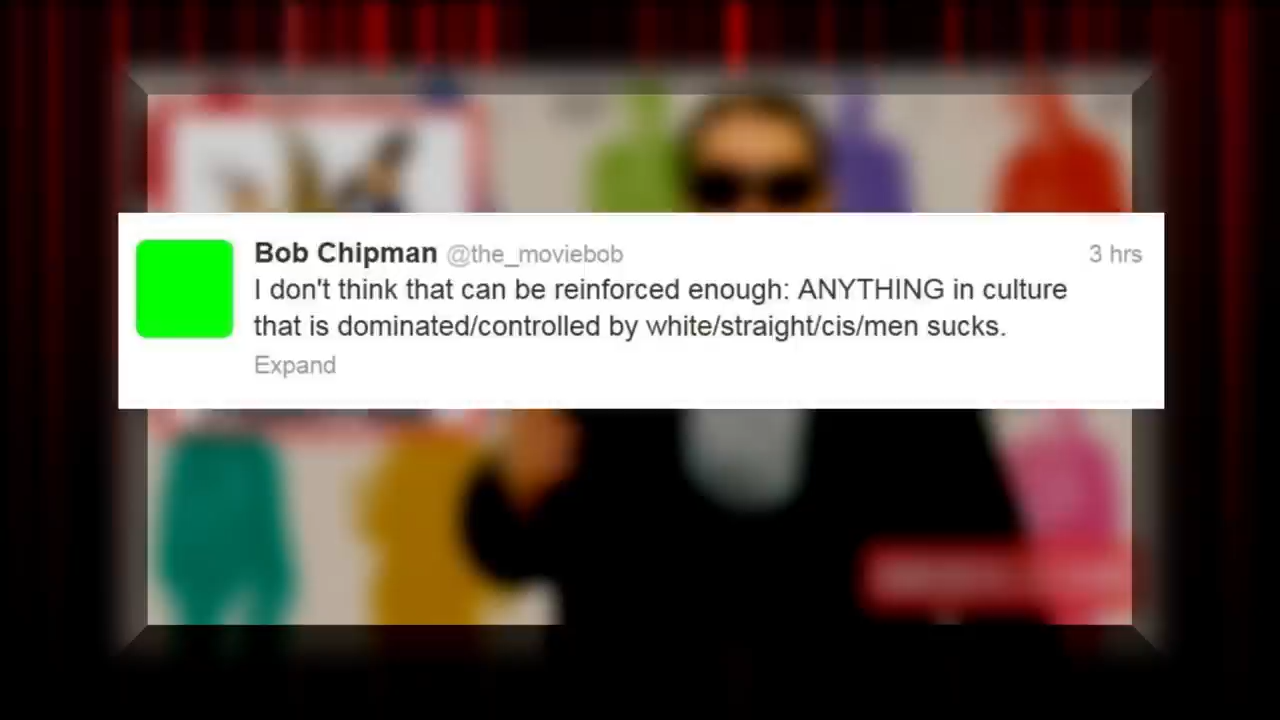 Bob Chipman @the_moviebob 3 hrs
I don't think that can be reinforced enough: ANYTHING in culture
that is dominated/controlled by white/straight/cis/men sucks.
Expand